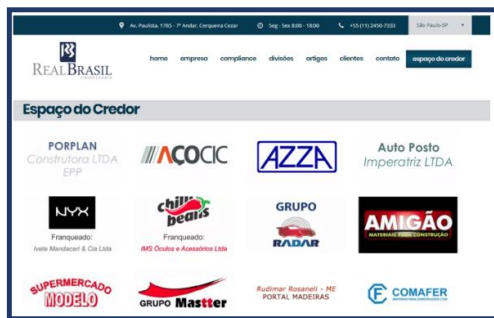 Av. Paulista, 1765 - 7º Andar, Cerqueira Cezar
Seg - Sex 8:00 - 18:00
+55 (11) 2450-7333
São Paulo-SP
REAL BRASIL
home empresa compliance divisões artigos clientes contato espaço do credor
Espaço do Credor
PORPLAN
Construtora LTDA
EPP
AÇOCIC
AZZA
Auto Posto
Imperatriz LTDA
NYX
Franqueado:
Ivete Mandaceri & Cia Ltda
chilli beans
Franqueado:
IMS Óculos e Acessórios Ltda
GRUPO
RADAR
AMIGÃO
MATERIAIS PARA CONSTRUÇÃO
SUPERMERCADO
MODELO
GRUPO Mastter
Rudimar Rosaneli - ME
PORTAL MADEIRAS
COMAFER